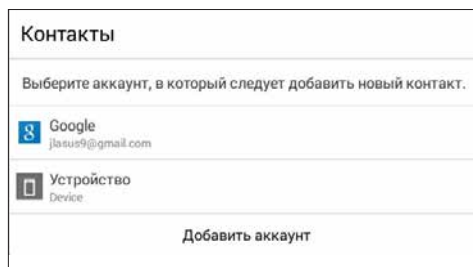 Контакты
Выберите аккаунт, в который следует добавить новый контакт.
Google
jlasus9@gmail.com
Устройство
Device
Добавить аккаунт